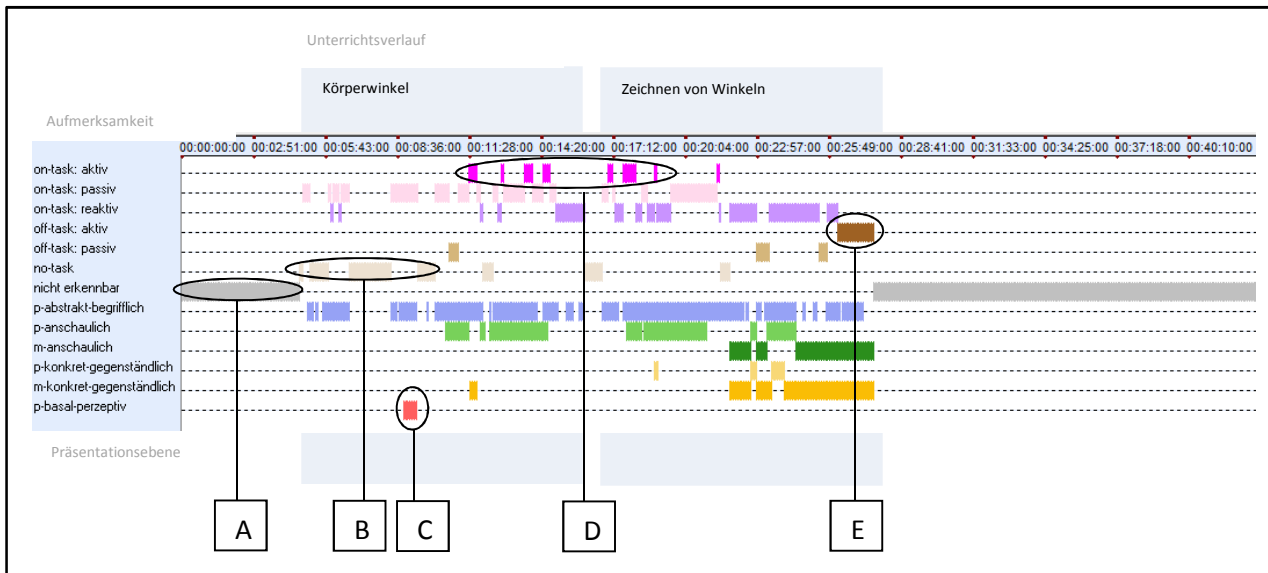 Unterrichtsverlauf
Körperwinkel
Zeichnen von Winkeln
Aufmerksamkeit
00:00:00:00 00:02:51:00 00:05:43:00 00:08:36:00 00:11:28:00 00:14:20:00 00:17:12:00 00:20:04:00 00:22:57:00 00:25:49:00 00:28:41:00 00:31:33:00 00:34:25:00 00:37:18:00 00:40:10:00
on-task: aktiv
on-task: passiv
on-task: reaktiv
off-task: aktiv
off-task: passiv
no-task
nicht erkennbar
p-abstrakt-begrifflich
p-anschaulich
m-anschaulich
p-konkret-gegenständlich
m-konkret-gegenständlich
p-basal-perzeptiv
Präsentationsebene
A B C D E